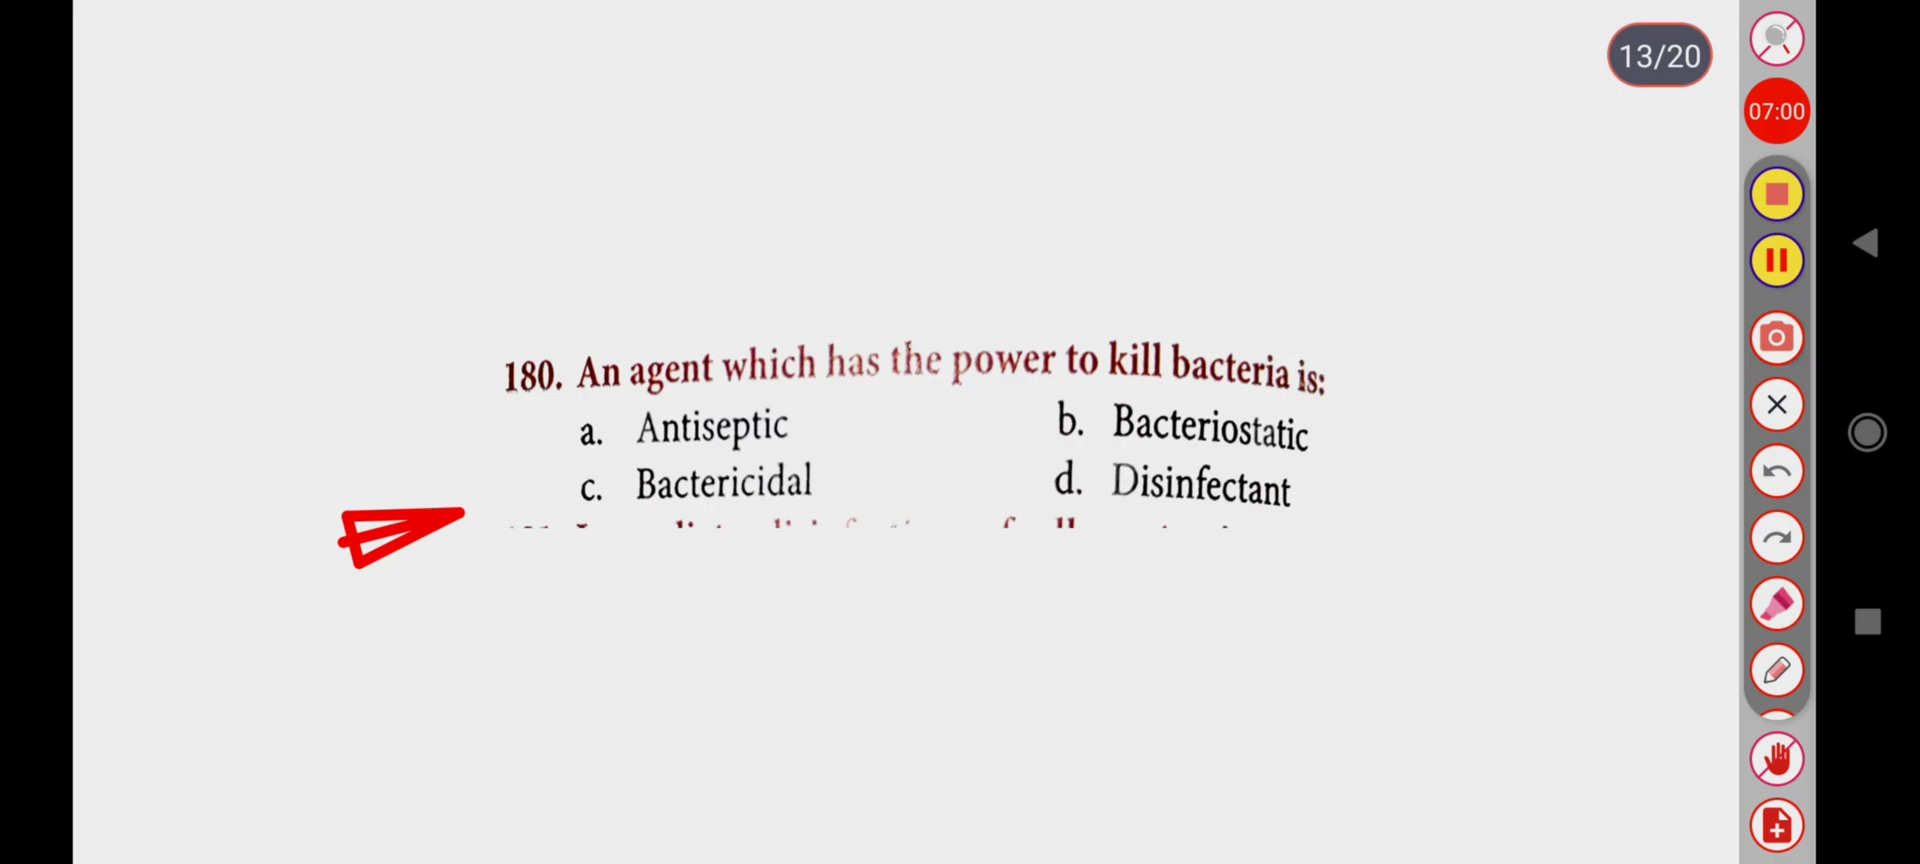 13/20
07:00
180. An agent which has the power to kill bacteria is:
a. Antiseptic b. Bacteriostatic
c. Bactericidal d. Disinfectant